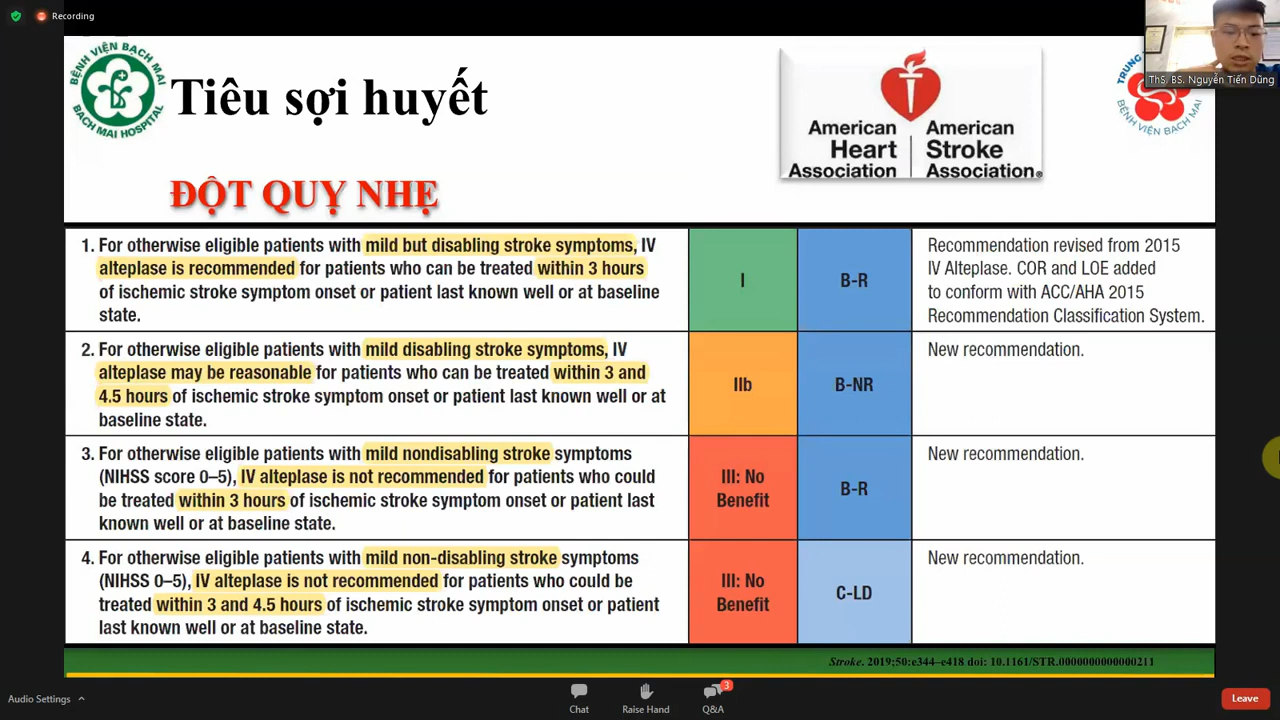 Recording
BỆNH VIỆN BẠCH MAI
BACH MAI HOSPITAL
Tiêu sợi huyết
American Heart Association
American Stroke Association®
TRUNG
BỆNH VIỆN BẠCH MAI
ThS. BS. Nguyễn Tiến Dũng
ĐỘT QUỴ NHẸ
1. For otherwise eligible patients with mild but disabling stroke symptoms, IV
alteplase is recommended for patients who can be treated within 3 hours
of ischemic stroke symptom onset or patient last known well or at baseline
state.
I
B-R
Recommendation revised from 2015
IV Alteplase. COR and LOE added
to conform with ACC/AHA 2015
Recommendation Classification System.
2. For otherwise eligible patients with mild disabling stroke symptoms, IV
alteplase may be reasonable for patients who can be treated within 3 and
4.5 hours of ischemic stroke symptom onset or patient last known well or at
baseline state.
IIb
B-NR
New recommendation.
3. For otherwise eligible patients with mild nondisabling stroke symptoms
(NIHSS score 0–5), IV alteplase is not recommended for patients who could
be treated within 3 hours of ischemic stroke symptom onset or patient last
known well or at baseline state.
III: No
Benefit
B-R
New recommendation.
4. For otherwise eligible patients with mild non-disabling stroke symptoms
(NIHSS 0–5), IV alteplase is not recommended for patients who could be
treated within 3 and 4.5 hours of ischemic stroke symptom onset or patient
last known well or at baseline state.
III: No
Benefit
C-LD
New recommendation.
Stroke. 2019;50:e344–e418 doi: 10.1161/STR.0000000000000211
Audio Settings
Chat
Raise Hand
3
Q&A
Leave